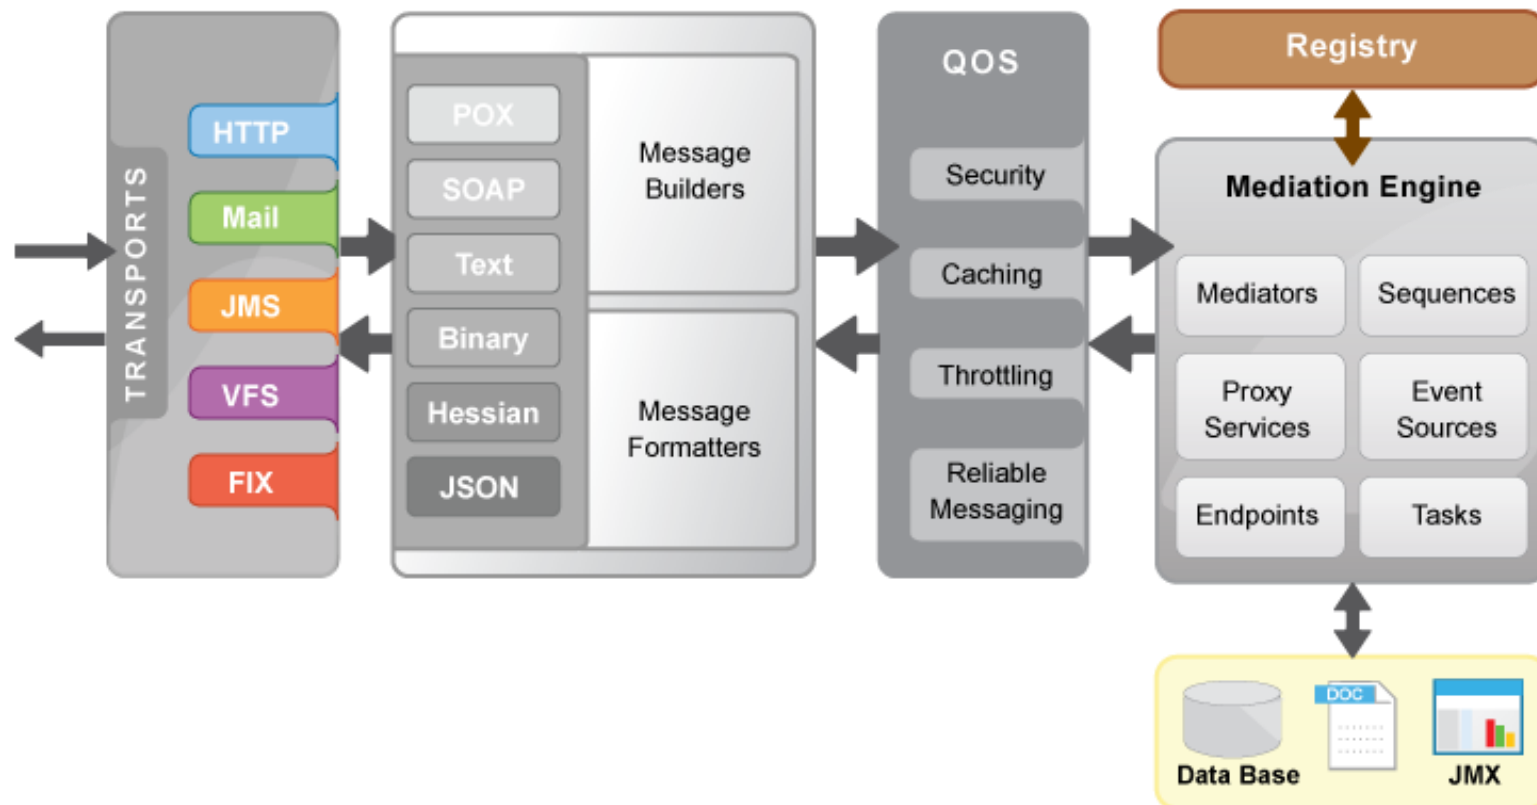 TRANSPORTS
HTTP
Mail
JMS
VFS
FIX
POX
SOAP
Text
Binary
Hessian
JSON
Message
Builders
Message
Formatters
QOS
Security
Caching
Throttling
Reliable
Messaging
Registry
Mediation Engine
Mediators
Sequences
Proxy
Services
Event
Sources
Endpoints
Tasks
Data Base
DOC
JMX